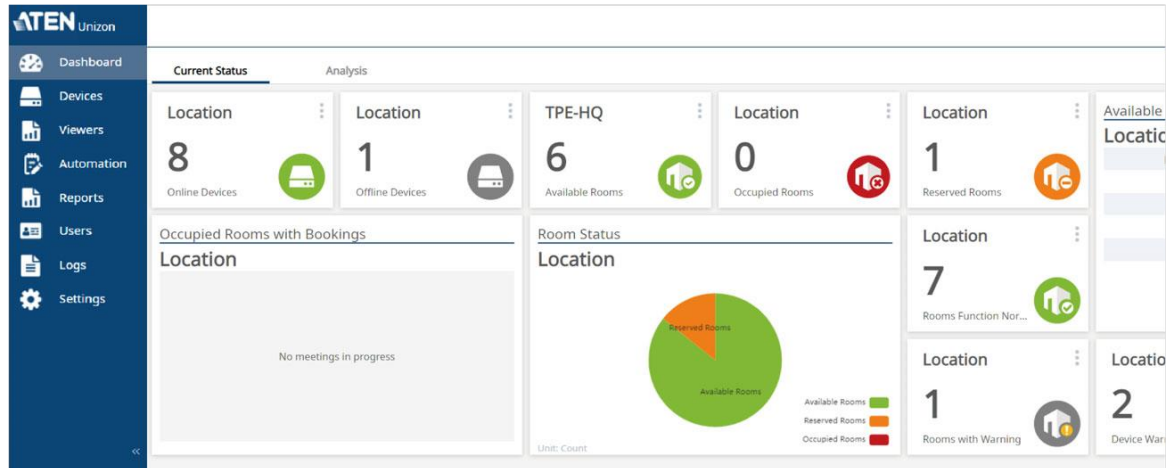 ATEN Unizon
Dashboard
Devices
Viewers
Automation
Reports
Users
Logs
Settings
«
Current Status
Analysis
Location
8
Online Devices
Location
1
Offline Devices
TPE-HQ
6
Available Rooms
Location
0
Occupied Rooms
Location
1
Reserved Rooms
Available
Locatio
Occupied Rooms with Bookings
Location
No meetings in progress
Room Status
Location
Reserved Rooms
Available Rooms
Available Rooms
Reserved Rooms
Occupied Rooms
Unit: Count
Location
7
Rooms Function Nor...
Location
1
Rooms with Warning
Locatio
2
Device War